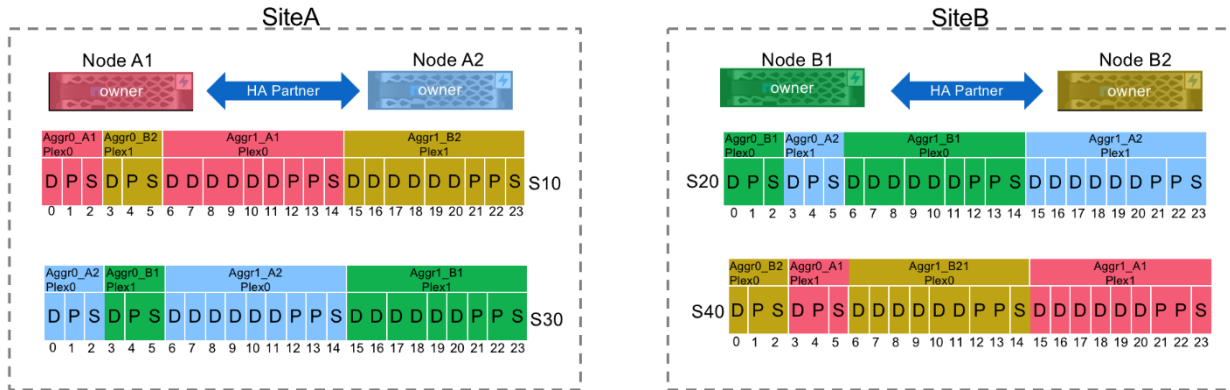 SiteA
Node A1
Node A2
owner
HA Partner
owner
Aggr0_A1 Aggr0_B2 Aggr1_A1 Aggr1_B2
Plex0 Plex1 Plex0 Plex1
D P S D P S D D D D D D P P S D D D D D D P P S S10
0 1 2 3 4 5 6 7 8 9 10 11 12 13 14 15 16 17 18 19 20 21 22 23
Aggr0_A2 Aggr0_B1 Aggr1_A2 Aggr1_B1
Plex0 Plex1 Plex0 Plex1
D P S D P S D D D D D D P P S D D D D D D P P S S30
0 1 2 3 4 5 6 7 8 9 10 11 12 13 14 15 16 17 18 19 20 21 22 23
SiteB
Node B1
Node B2
owner
HA Partner
owner
Aggr0_B1 Aggr0_A2 Aggr1_B1 Aggr1_A2
Plex0 Plex1 Plex0 Plex1
S20 D P S D P S D D D D D D P P S D D D D D D P P S
0 1 2 3 4 5 6 7 8 9 10 11 12 13 14 15 16 17 18 19 20 21 22 23
Aggr0_B2 Aggr0_A1 Aggr1_B21 Aggr1_A1
Plex0 Plex1 Plex0 Plex1
S40 D P S D P S D D D D D D P P S D D D D D D P P S
0 1 2 3 4 5 6 7 8 9 10 11 12 13 14 15 16 17 18 19 20 21 22 23